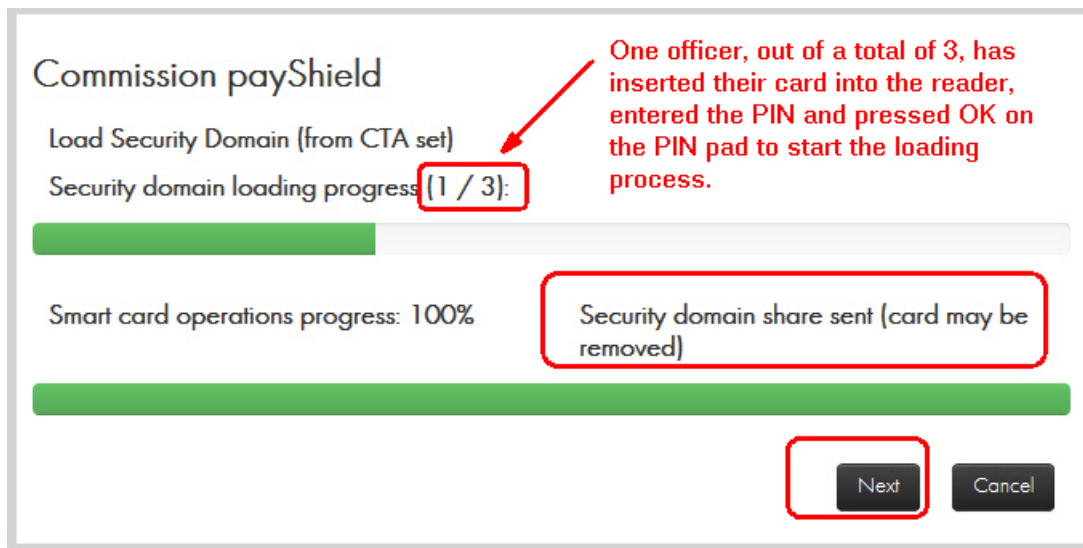 Commission payShield
One officer, out of a total of 3, has
inserted their card into the reader,
entered the PIN and pressed OK on
the PIN pad to start the loading
process.
Load Security Domain (from CTA set)
Security domain loading progress (1 / 3):
Smart card operations progress: 100%
Security domain share sent (card may be
removed)
Next
Cancel